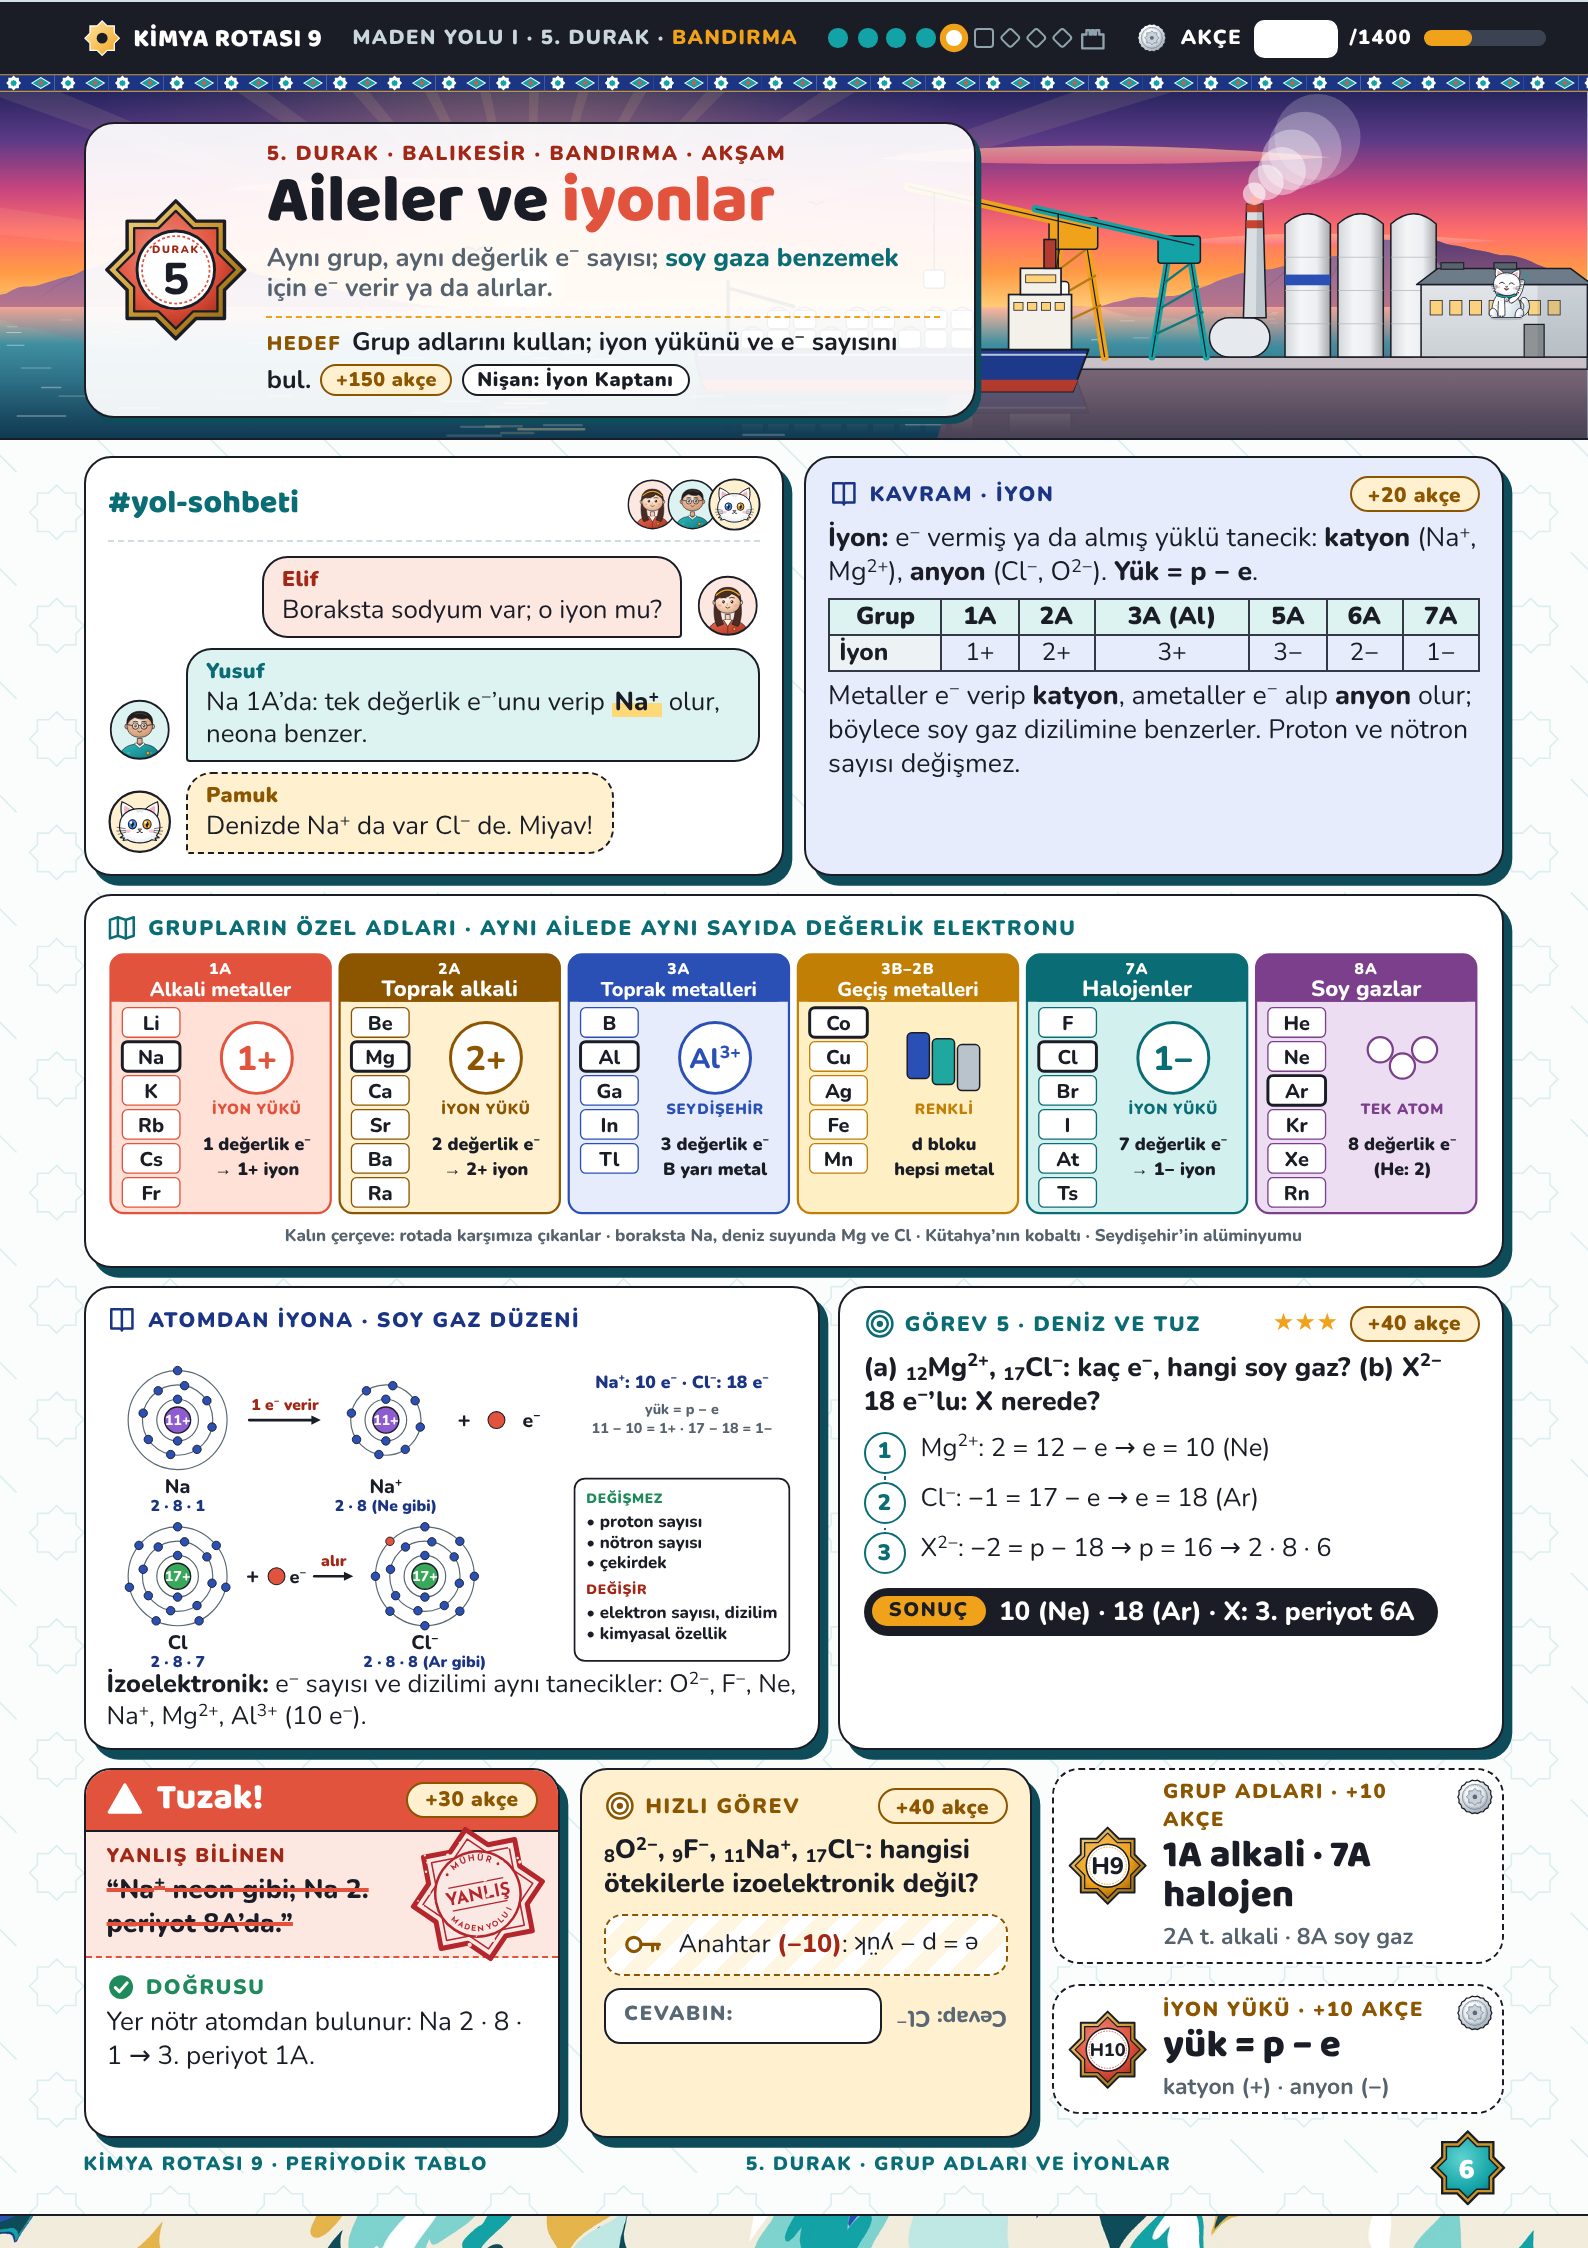 KİMYA ROTASI 9
MADEN YOLU I · 5. DURAK · BANDIRMA
AKÇE /1400
5. DURAK · BALIKESİR · BANDIRMA · AKŞAM
Aileler ve iyonlar
DURAK
5
Aynı grup, aynı değerlik e⁻ sayısı; soy gaza benzemek
için e⁻ verir ya da alırlar.
HEDEF Grup adlarını kullan; iyon yükünü ve e⁻ sayısını
bul. +150 akçe Nişan: İyon Kaptanı
#yol-sohbeti
Elif
Boraksta sodyum var; o iyon mu?
Yusuf
Na 1A’da: tek değerlik e⁻’unu verip Na⁺ olur,
neona benzer.
Pamuk
Denizde Na⁺ da var Cl⁻ de. Miyav!
KAVRAM · İYON
+20 akçe
İyon: e⁻ vermiş ya da almış yüklü tanecik: katyon (Na⁺,
Mg²⁺), anyon (Cl⁻, O²⁻). Yük = p − e.
Grup 1A 2A 3A (Al) 5A 6A 7A
İyon 1+ 2+ 3+ 3− 2− 1−
Metaller e⁻ verip katyon, ametaller e⁻ alıp anyon olur;
böylece soy gaz dizilimine benzerler. Proton ve nötron
sayısı değişmez.
GRUPLARIN ÖZEL ADLARI · AYNI AİLEDE AYNI SAYIDA DEĞERLİK ELEKTRONU
1A
Alkali metaller
Li
Na
K
Rb
Cs
Fr
1+
İYON YÜKÜ
1 değerlik e⁻
→ 1+ iyon
2A
Toprak alkali
Be
Mg
Ca
Sr
Ba
Ra
2+
İYON YÜKÜ
2 değerlik e⁻
→ 2+ iyon
3A
Toprak metalleri
B
Al
Ga
In
Tl
Al³⁺
SEYDİŞEHİR
3 değerlik e⁻
B yarı metal
3B–2B
Geçiş metalleri
Co
Cu
Ag
Fe
Mn
RENKLİ
d bloku
hepsi metal
7A
Halojenler
F
Cl
Br
I
At
Ts
1−
İYON YÜKÜ
7 değerlik e⁻
→ 1− iyon
8A
Soy gazlar
He
Ne
Ar
Kr
Xe
Rn
TEK ATOM
8 değerlik e⁻
(He: 2)
Kalın çerçeve: rotada karşımıza çıkanlar · boraksta Na, deniz suyunda Mg ve Cl · Kütahya’nın kobaltı · Seydişehir’in alüminyumu
ATOMDAN İYONA · SOY GAZ DÜZENİ
11+
1 e⁻ verir
11+
+ e⁻
Na
2 · 8 · 1
Na⁺
2 · 8 (Ne gibi)
17+
+ e⁻
alır
17+
Cl
2 · 8 · 7
Cl⁻
2 · 8 · 8 (Ar gibi)
Na⁺: 10 e⁻ · Cl⁻: 18 e⁻
yük = p − e
11 − 10 = 1+ · 17 − 18 = 1−
DEĞİŞMEZ
• proton sayısı
• nötron sayısı
• çekirdek
DEĞİŞİR
• elektron sayısı, dizilim
• kimyasal özellik
İzoelektronik: e⁻ sayısı ve dizilimi aynı tanecikler: O²⁻, F⁻, Ne,
Na⁺, Mg²⁺, Al³⁺ (10 e⁻).
GÖREV 5 · DENİZ VE TUZ
★★★ +40 akçe
(a) ₁₂Mg²⁺, ₁₇Cl⁻: kaç e⁻, hangi soy gaz? (b) X²⁻
18 e⁻’lu: X nerede?
1 Mg²⁺: 2 = 12 − e → e = 10 (Ne)
2 Cl⁻: −1 = 17 − e → e = 18 (Ar)
3 X²⁻: −2 = p − 18 → p = 16 → 2 · 8 · 6
SONUÇ 10 (Ne) · 18 (Ar) · X: 3. periyot 6A
Tuzak!
+30 akçe
YANLIŞ BİLİNEN
“Na⁺ neon gibi; Na 2.
periyot 8A’da.”
• MÜHÜR •
YANLIŞ
MADEN YOLU I
DOĞRUSU
Yer nötr atomdan bulunur: Na 2 · 8 ·
1 → 3. periyot 1A.
HIZLI GÖREV
+40 akçe
₈O²⁻, ₉F⁻, ₁₁Na⁺, ₁₇Cl⁻: hangisi
ötekilerle izoelektronik değil?
Anahtar (−10): e = p − yük
CEVABIN:
Cevap: Cl⁻
H9
GRUP ADLARI · +10
AKÇE
1A alkali · 7A
halojen
2A t. alkali · 8A soy gaz
H10
İYON YÜKÜ · +10 AKÇE
yük = p − e
katyon (+) · anyon (−)
KİMYA ROTASI 9 · PERİYODİK TABLO
5. DURAK · GRUP ADLARI VE İYONLAR
6